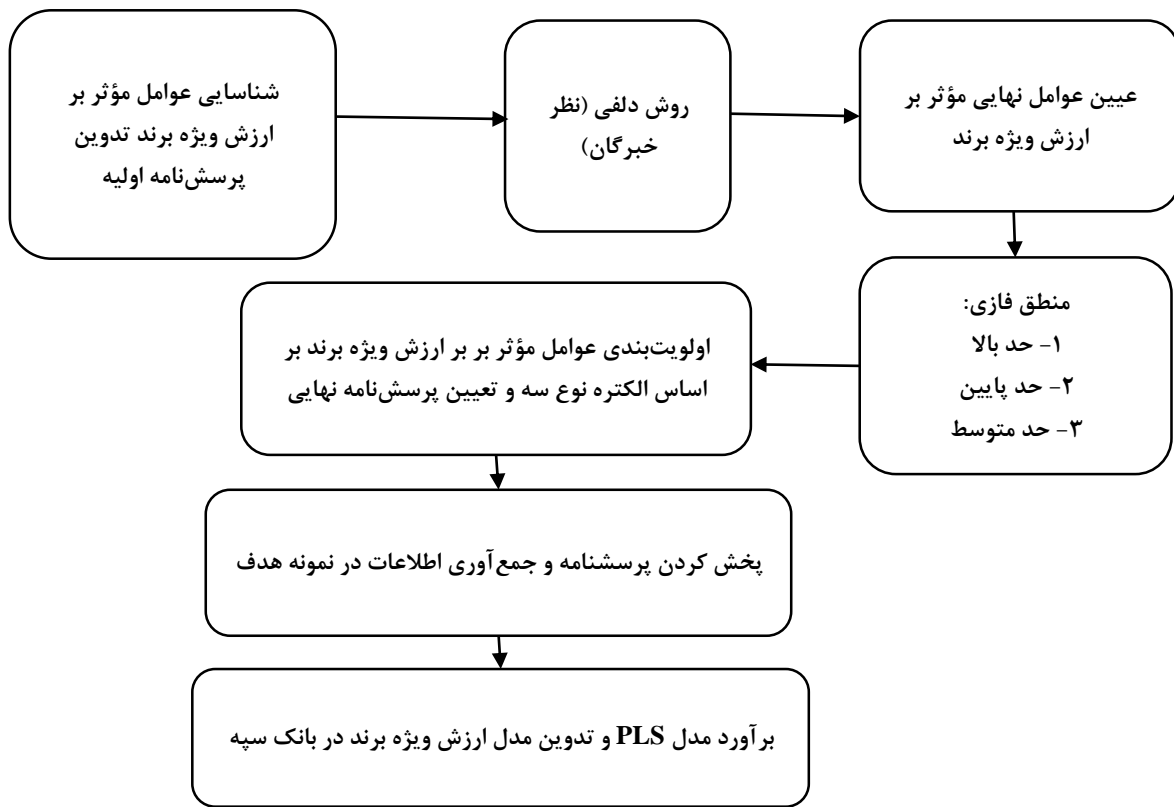 شناسایی عوامل مؤثر بر
ارزش ویژه برند تدوین
پرسش‌نامه اولیه
روش دلفی (نظر
خبرگان)
عیین عوامل نهایی مؤثر بر
ارزش ویژه برند
منطق فازی:
۱- حد بالا
۲- حد پایین
۳- حد متوسط
اولویت‌بندی عوامل مؤثر بر بر ارزش ویژه برند بر
اساس الکتره نوع سه و تعیین پرسش‌نامه نهایی
پخش کردن پرسشنامه و جمع‌آوری اطلاعات در نمونه هدف
برآورد مدل PLS و تدوین مدل ارزش ویژه برند در بانک سپه